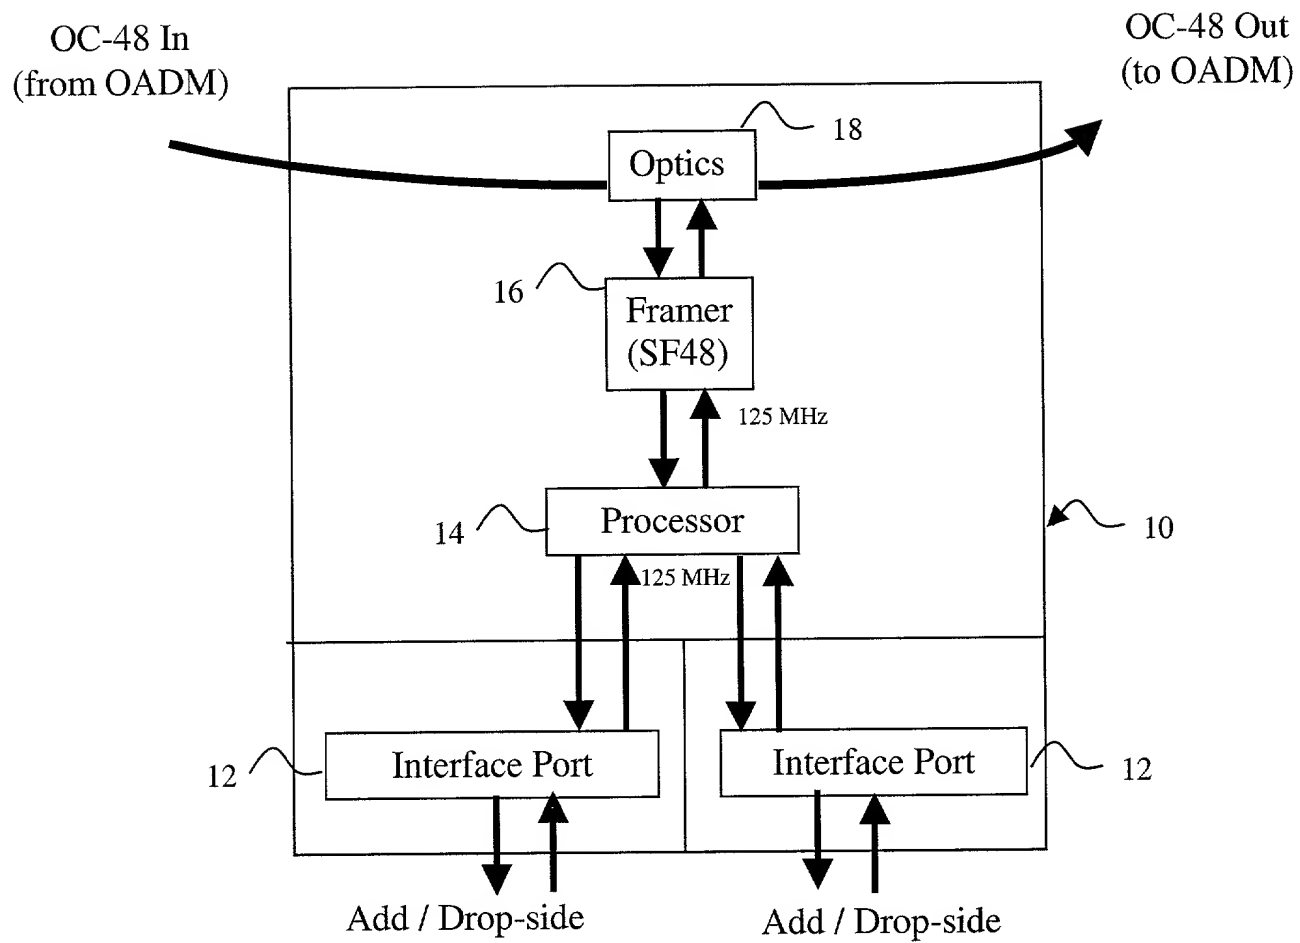 OC-48 In
(from OADM)
OC-48 Out
(to OADM)
18
Optics
16
Framer
(SF48)
125 MHz
14
Processor
10
125 MHz
12
Interface Port
Interface Port
12
Add / Drop-side
Add / Drop-side